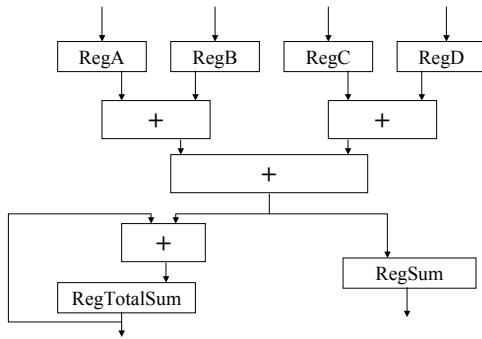 RegA RegB RegC RegD
+ +
+
+
RegSum
RegTotalSum